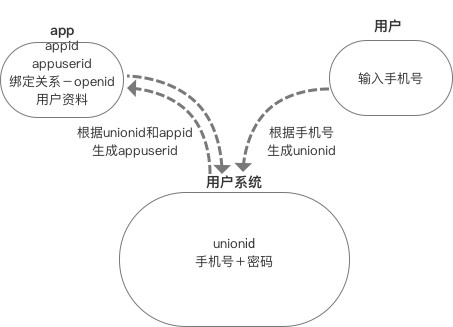 app
appid
appuserid
绑定关系－openid
用户资料
用户
输入手机号
根据unionid和appid
生成appuserid
根据手机号
生成unionid
用户系统
unionid
手机号＋密码